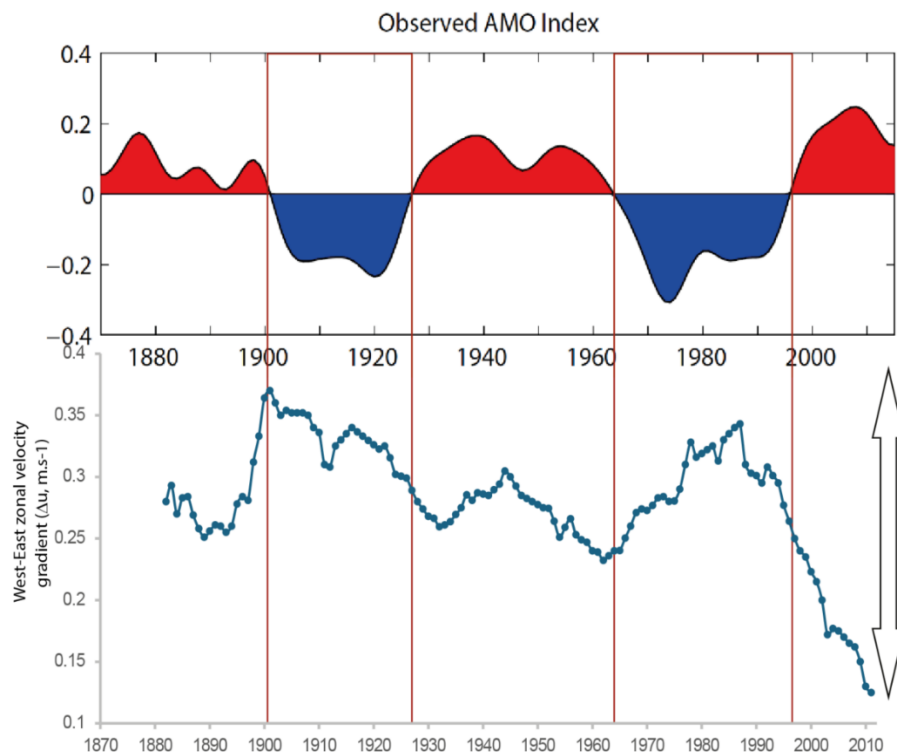 Observed AMO Index
0.4
0.2
0
−0.2
−0.4
1880 1900 1920 1940 1960 1980 2000
0.4
0.35
0.3
0.25
0.2
0.15
0.1
West-East zonal velocity
gradient (Δu, m.s-1)
1870 1880 1890 1900 1910 1920 1930 1940 1950 1960 1970 1980 1990 2000 2010